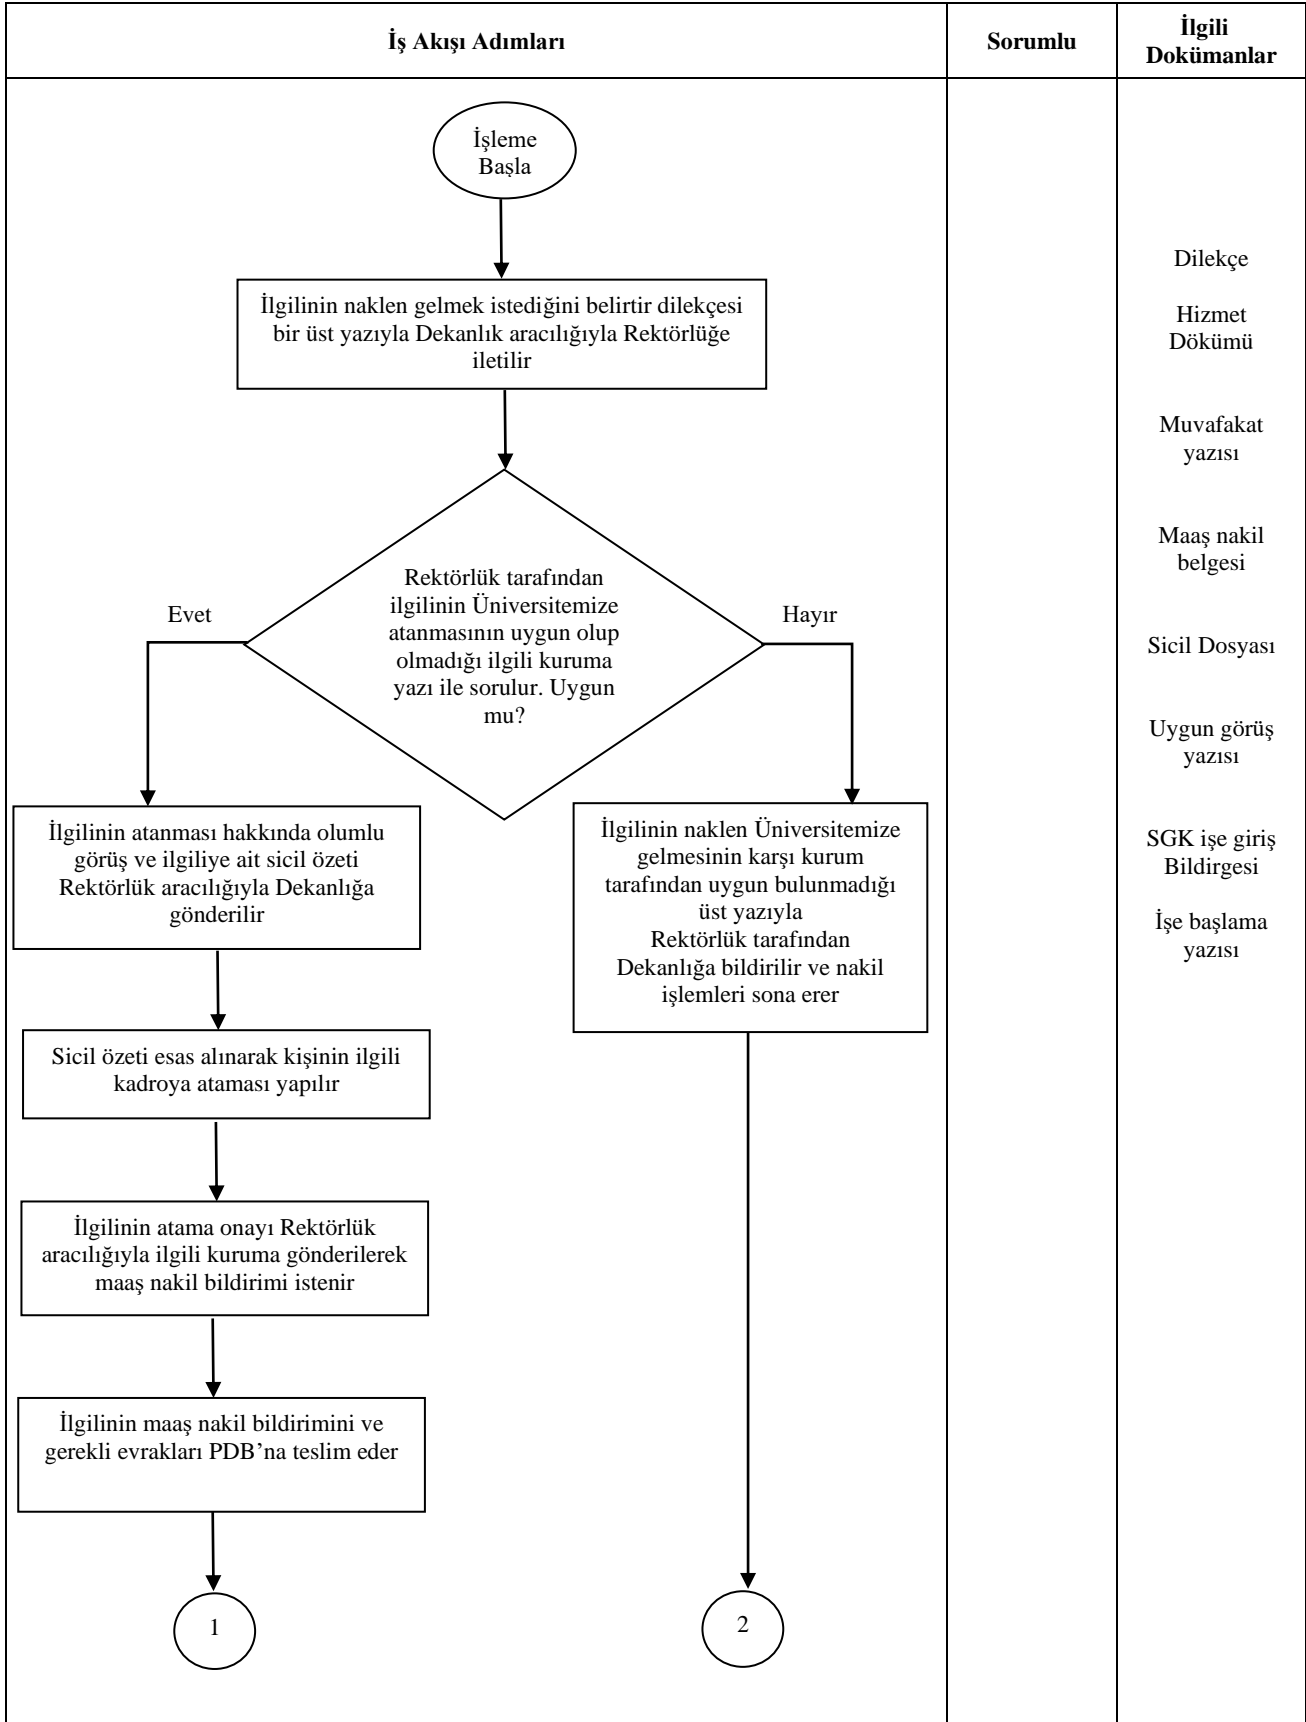 İş Akışı Adımları
Sorumlu
İlgili
Dokümanlar
İşleme
Başla
İlgilinin naklen gelmek istediğini belirtir dilekçesi
bir üst yazıyla Dekanlık aracılığıyla Rektörlüğe
iletilir
Rektörlük tarafından
ilgilinin Üniversitemize
atanmasının uygun olup
olmadığı ilgili kuruma
yazı ile sorulur. Uygun
mu?
Evet
Hayır
İlgilinin atanması hakkında olumlu
görüş ve ilgiliye ait sicil özeti
Rektörlük aracılığıyla Dekanlığa
gönderilir
İlgilinin naklen Üniversitemize
gelmesinin karşı kurum
tarafından uygun bulunmadığı
üst yazıyla
Rektörlük tarafından
Dekanlığa bildirilir ve nakil
işlemleri sona erer
Sicil özeti esas alınarak kişinin ilgili
kadroya ataması yapılır
İlgilinin atama onayı Rektörlük
aracılığıyla ilgili kuruma gönderilerek
maaş nakil bildirimi istenir
İlgilinin maaş nakil bildirimini ve
gerekli evrakları PDB’na teslim eder
1
2
Dilekçe
Hizmet
Dökümü
Muvafakat
yazısı
Maaş nakil
belgesi
Sicil Dosyası
Uygun görüş
yazısı
SGK işe giriş
Bildirgesi
İşe başlama
yazısı